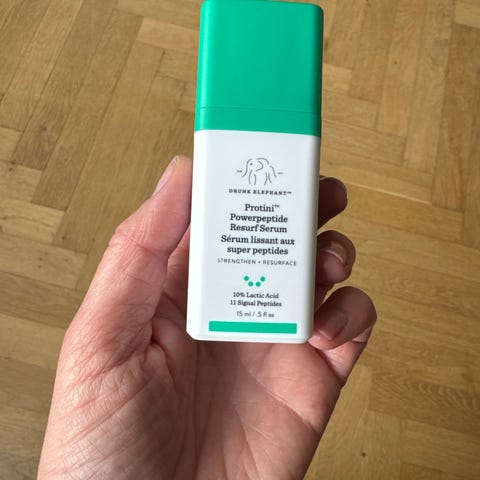 DRUNK ELEPHANT™
Protini™
Powerpeptide
Resurf Serum
Sérum lissant aux
super peptides
STRENGTHEN + RESURFACE
10% Lactic Acid
11 Signal Peptides
15 ml / .5 fl oz